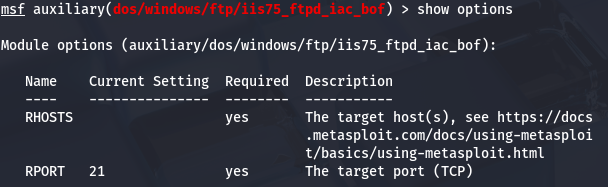 msf auxiliary(dos/windows/ftp/iis75_ftpd_iac_bof) > show options
Module options (auxiliary/dos/windows/ftp/iis75_ftpd_iac_bof):
Name Current Setting Required Description
---- --------------- -------- -----------
RHOSTS yes The target host(s), see https://docs
.metasploit.com/docs/using-metasploi
t/basics/using-metasploit.html
RPORT 21 yes The target port (TCP)